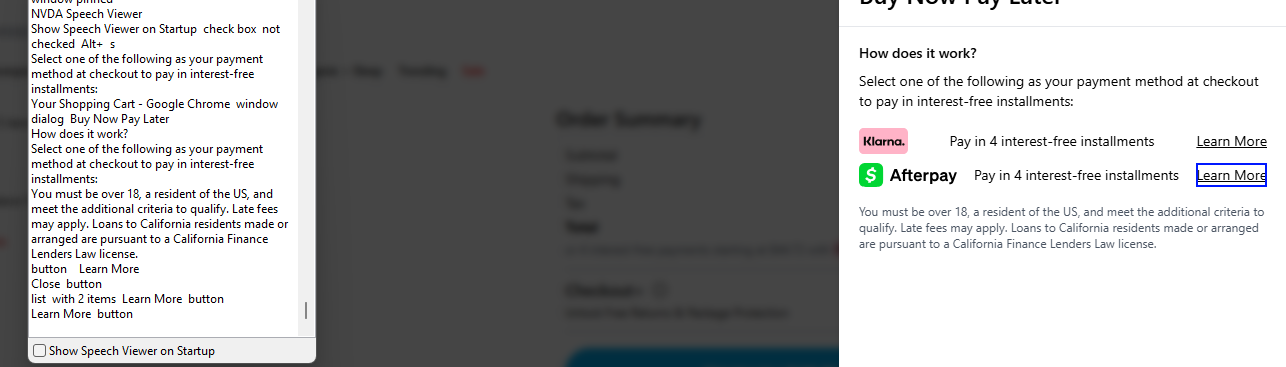 window pinned
NVDA Speech Viewer
Show Speech Viewer on Startup  check box  not
checked  Alt+  s
Select one of the following as your payment
method at checkout to pay in interest-free
installments:
Your Shopping Cart - Google Chrome  window
dialog  Buy Now Pay Later
How does it work?
Select one of the following as your payment
method at checkout to pay in interest-free
installments:
You must be over 18, a resident of the US, and
meet the additional criteria to qualify. Late fees
may apply. Loans to California residents made or
arranged are pursuant to a California Finance
Lenders Law license.
button    Learn More
Close  button
list  with 2 items  Learn More  button
Learn More  button
Show Speech Viewer on Startup
Order Summary
Subtotal
Shipping
Tax
Total
Buy Now Pay Later
How does it work?
Select one of the following as your payment method at checkout
to pay in interest-free installments:
Klarna. Pay in 4 interest-free installments Learn More
$ Afterpay Pay in 4 interest-free installments Learn More
You must be over 18, a resident of the US, and meet the additional criteria to
qualify. Late fees may apply. Loans to California residents made or arranged
are pursuant to a California Finance Lenders Law license.